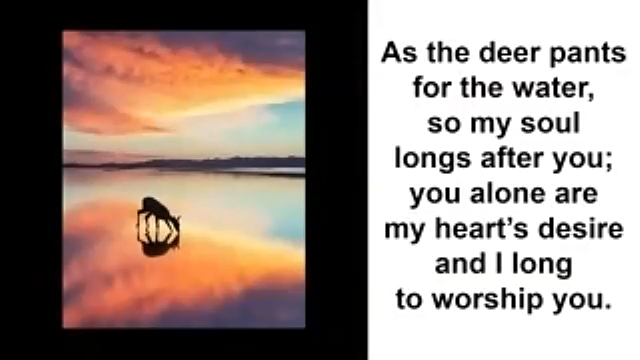 As the deer pants
for the water,
so my soul
longs after you;
you alone are
my heart’s desire
and I long
to worship you.